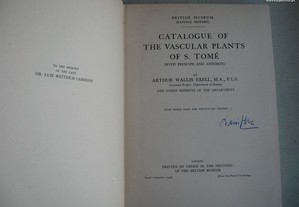 TO THE MEMORY
OF THE LATE
DR. LUIS WITTNICH CARRISSO
BRITISH MUSEUM
(NATURAL HISTORY)
CATALOGUE OF
THE VASCULAR PLANTS
OF S. TOMÉ
(WITH PRINCIPE AND ANNOBON)
BY
ARTHUR WALLIS EXELL, M.A., F.L.S.
AND OTHER MEMBERS OF THE DEPARTMENT
LONDON
PRINTED BY ORDER OF THE TRUSTEES
OF THE BRITISH MUSEUM